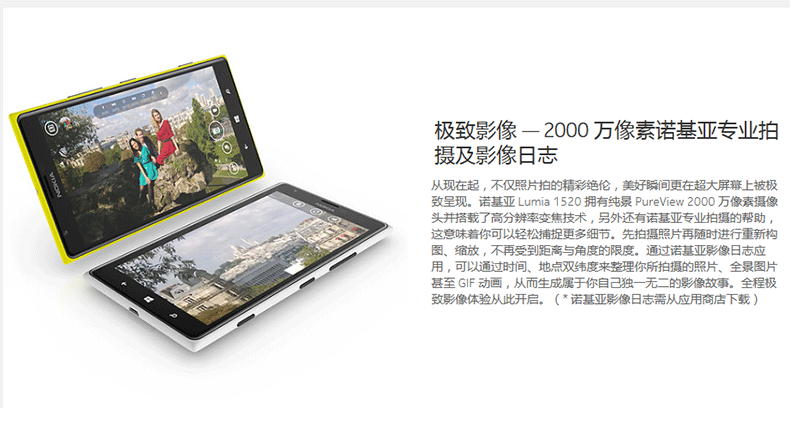 NOKIA
极致影像 — 2000 万像素诺基亚专业拍
摄及影像日志
从现在起，不仅照片拍的精彩绝伦，美好瞬间更在超大屏幕上被极
致呈现。诺基亚 Lumia 1520 拥有纯景 PureView 2000 万像素摄像
头并搭载了高分辨率变焦技术，另外还有诺基亚专业拍摄的帮助，
这意味着你可以轻松捕捉更多细节。先拍摄照片再随时进行重新构
图、缩放，不再受到距离与角度的限度。通过诺基亚影像日志应
用，可以通过时间、地点双纬度来整理你所拍摄的照片、全景图片
甚至 GIF 动画，从而生成属于你自己独一无二的影像故事。全程极
致影像体验从此开启。（* 诺基亚影像日志需从应用商店下载）